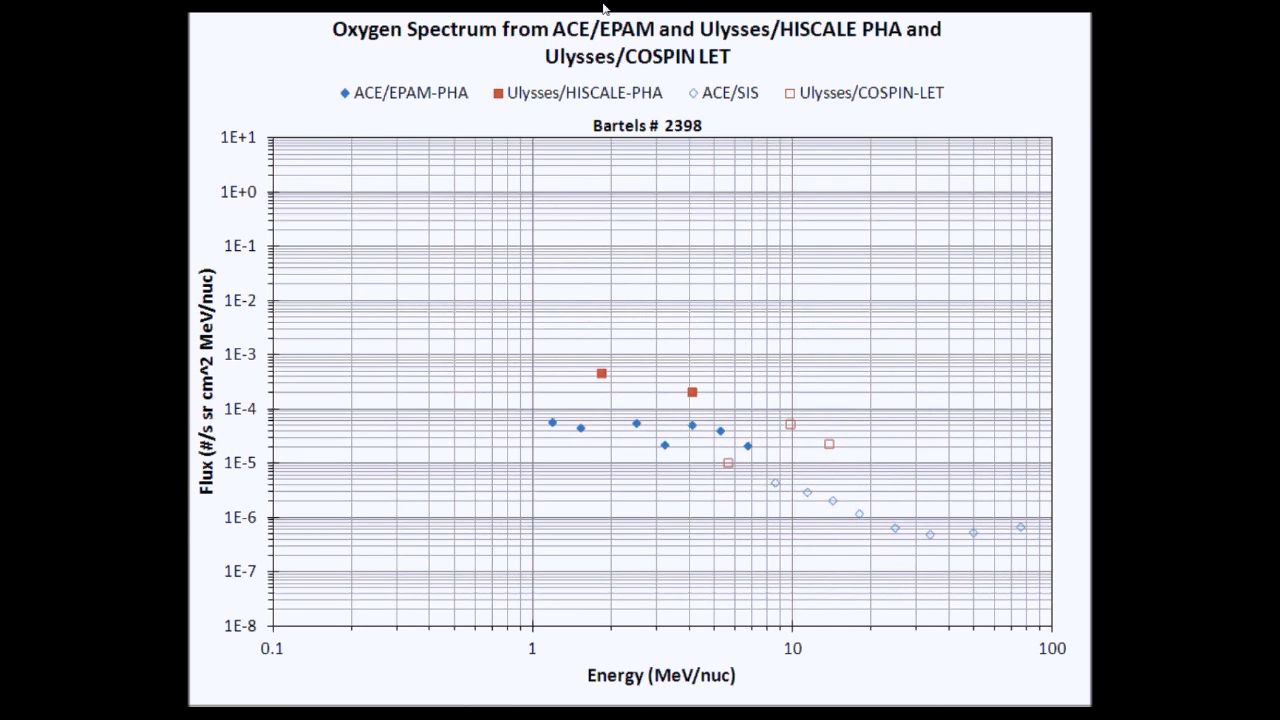 Oxygen Spectrum from ACE/EPAM and Ulysses/HISCALE PHA and
Ulysses/COSPIN LET
ACE/EPAM-PHA Ulysses/HISCALE-PHA ACE/SIS Ulysses/COSPIN-LET
Bartels # 2398
1E+1
1E+0
1E-1
1E-2
1E-3
1E-4
1E-5
1E-6
1E-7
1E-8
Flux (#/s sr cm^2 MeV/nuc)
0.1 1 10 100
Energy (MeV/nuc)